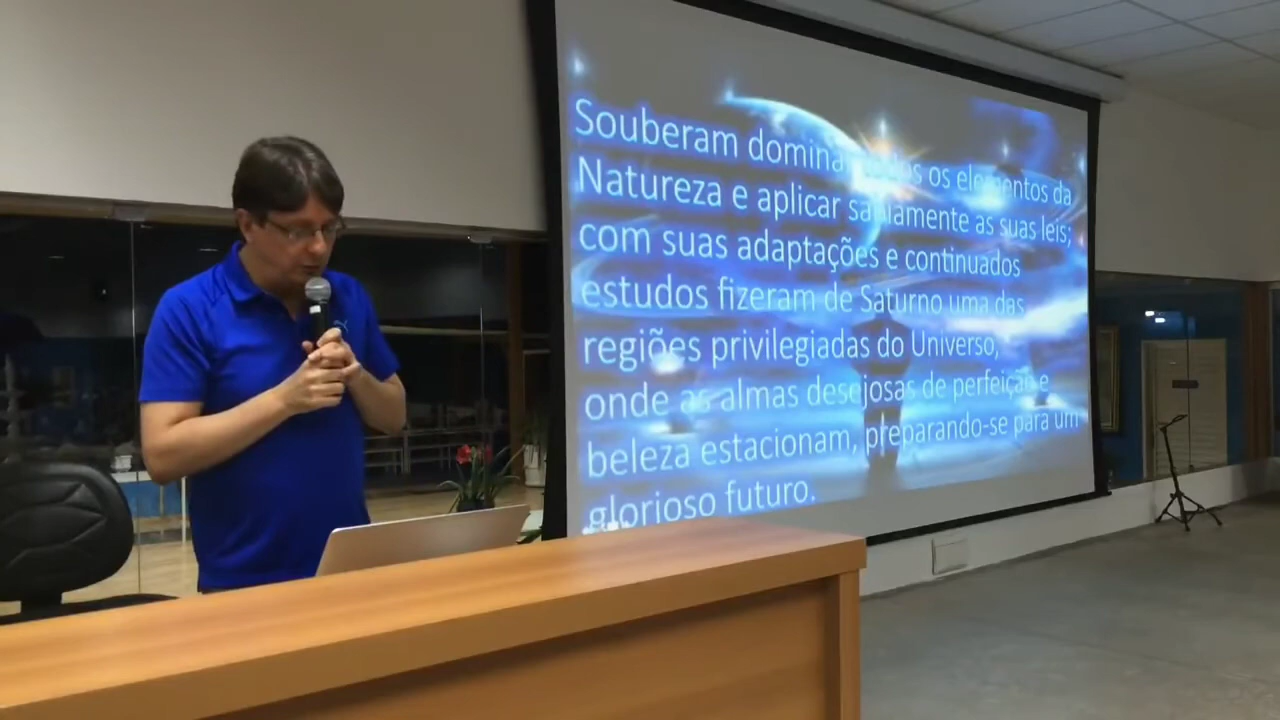 Souberam dominar todos os elementos da
Natureza e aplicar sabiamente as suas leis;
com suas adaptações e continuados
estudos fizeram de Saturno uma das
regiões privilegiadas do Universo,
onde as almas desejosas de perfeição e
beleza estacionam, preparando-se para um
glorioso futuro.